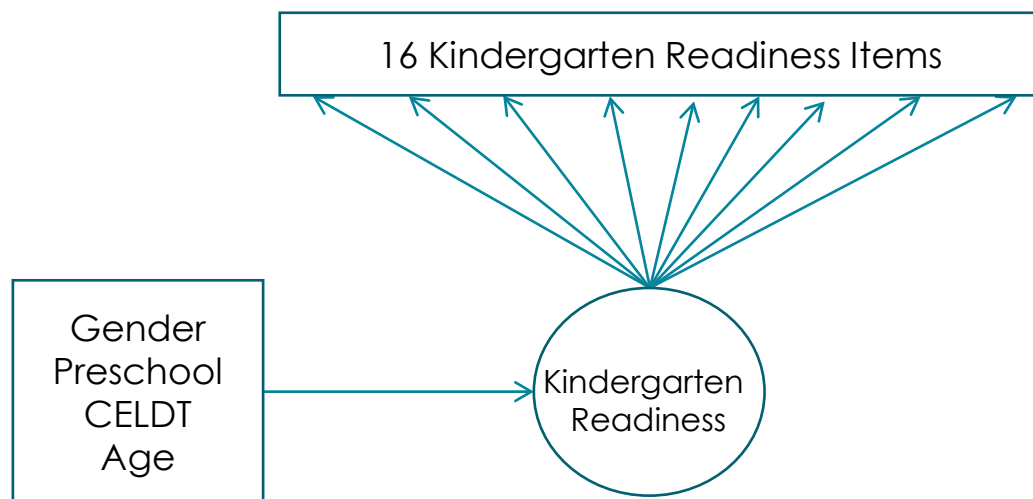 16 Kindergarten Readiness Items
Gender
Preschool
CELDT
Age
Kindergarten
Readiness